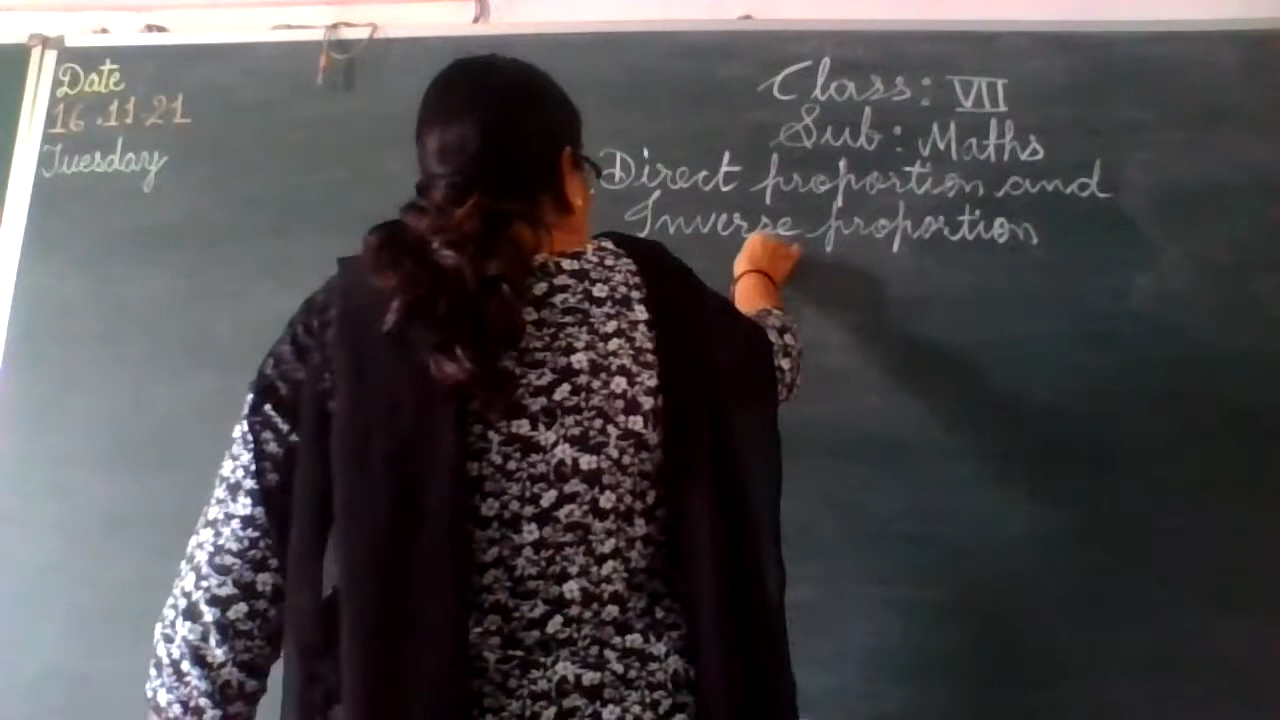 Date
16.11.21
Tuesday
Class: VII
Sub: Maths
Direct proportion and
Inverse proportion